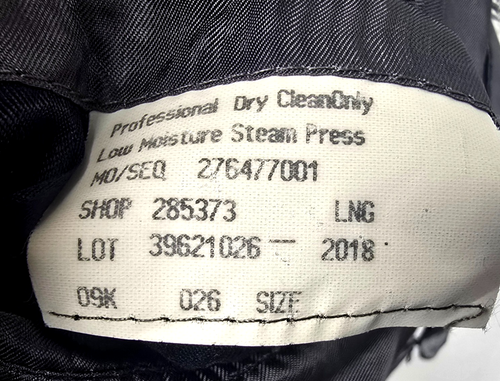 Professional Dry CleanOnly
Low Moisture Steam Press
MO/SEQ 276477001
SHOP 285373 LNG
LOT 39621026 — 2018
09K 026 SIZE